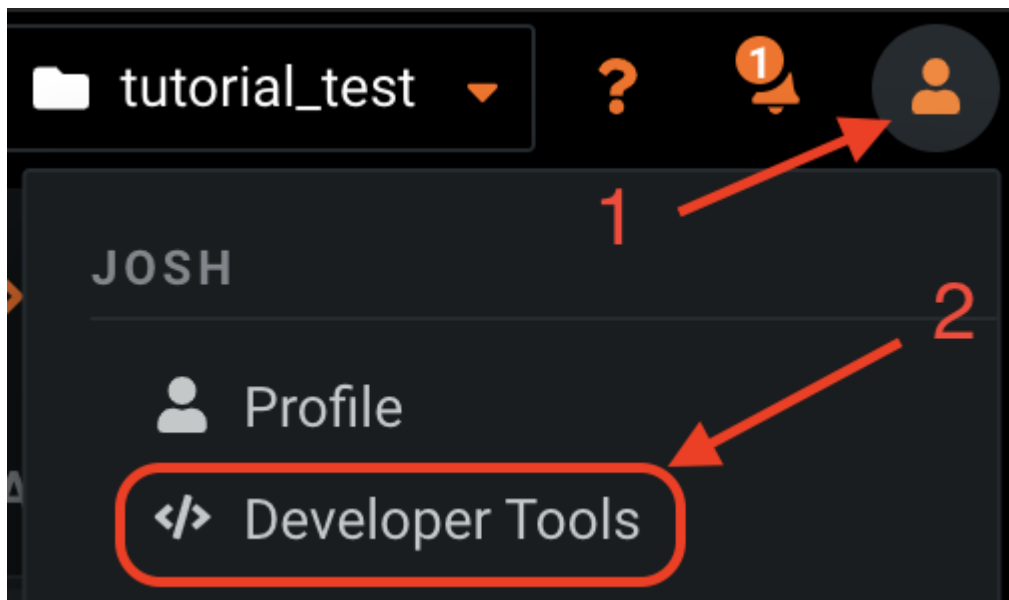 tutorial_test ? 1
1
JOSH
2
Profile
</> Developer Tools